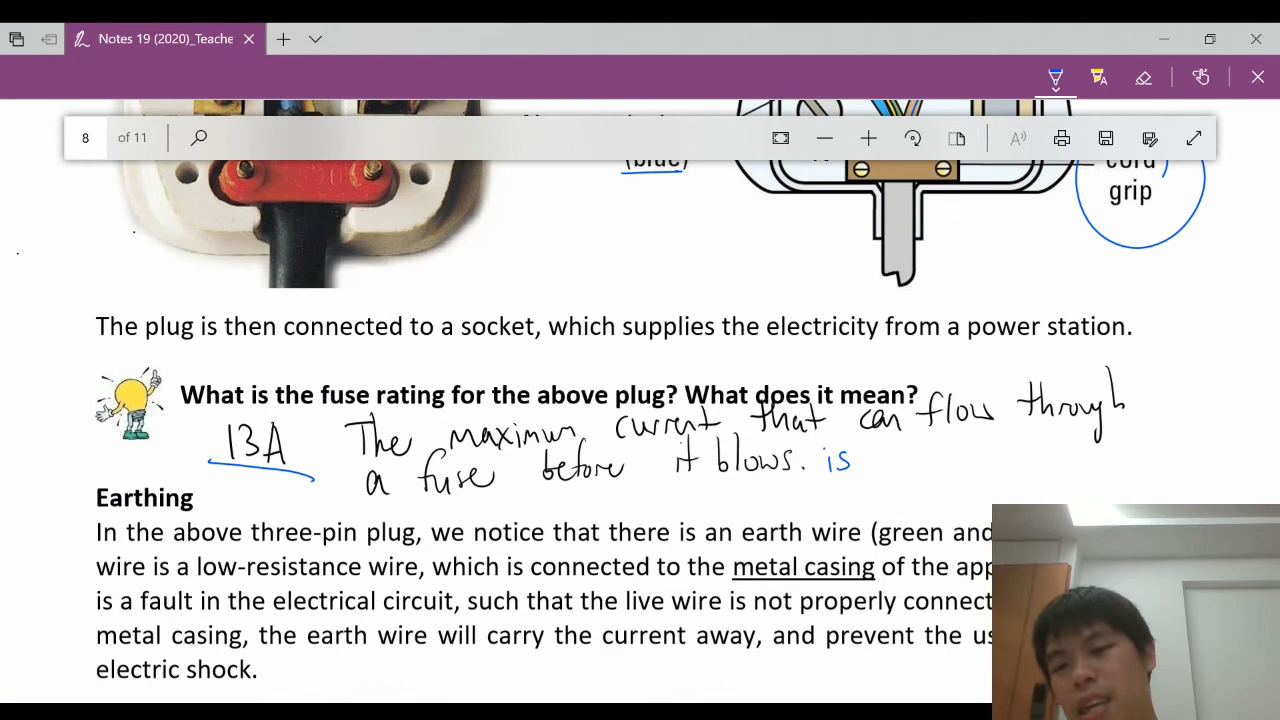 Notes 19 (2020)_Teache
8 of 11
(blue)
cord
grip
The plug is then connected to a socket, which supplies the electricity from a power station.
What is the fuse rating for the above plug? What does it mean?
13A The maximum current that can flow through
a fuse before it blows. is
Earthing
In the above three-pin plug, we notice that there is an earth wire (green and
wire is a low-resistance wire, which is connected to the metal casing of the app
is a fault in the electrical circuit, such that the live wire is not properly connect
metal casing, the earth wire will carry the current away, and prevent the us
electric shock.